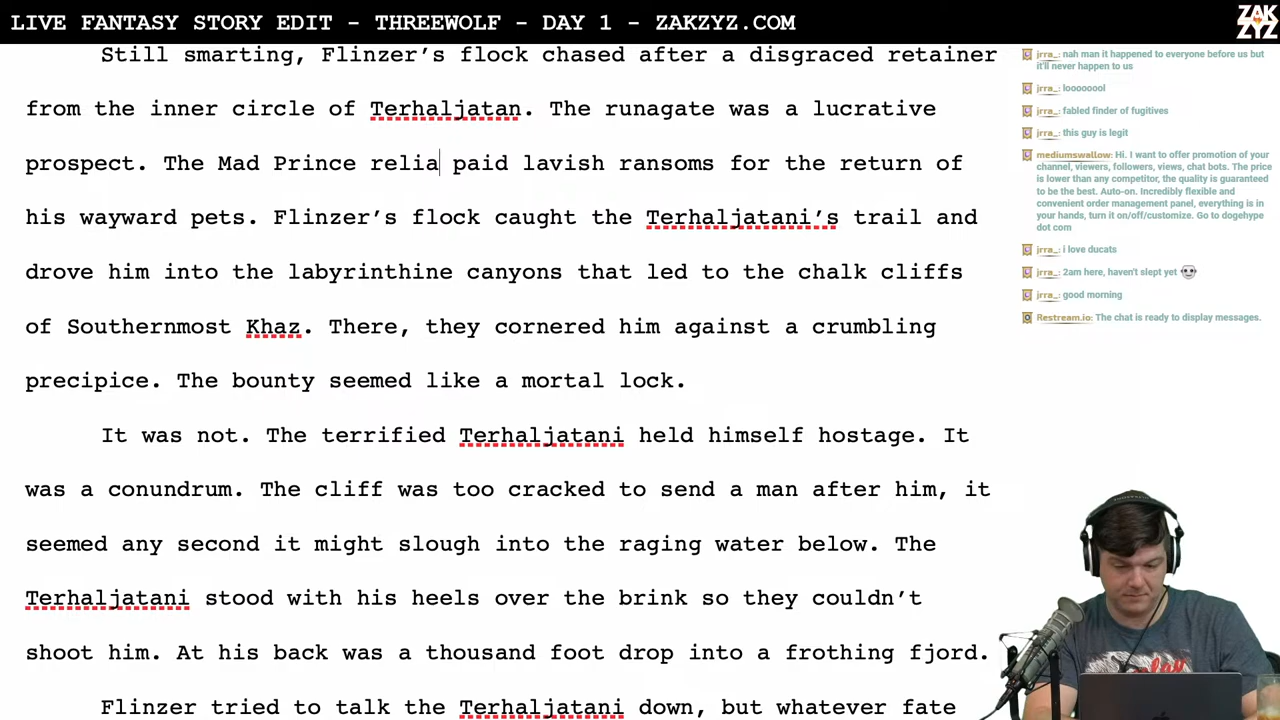 LIVE FANTASY STORY EDIT - THREEWOLF - DAY 1 - ZAKZYZ.COM
ZAK
ZYZ
Still smarting, Flinzer’s flock chased after a disgraced retainer
from the inner circle of Terhaljatan. The runagate was a lucrative
prospect. The Mad Prince relia paid lavish ransoms for the return of
his wayward pets. Flinzer’s flock caught the Terhaljatani’s trail and
drove him into the labyrinthine canyons that led to the chalk cliffs
of Southernmost Khaz. There, they cornered him against a crumbling
precipice. The bounty seemed like a mortal lock.
It was not. The terrified Terhaljatani held himself hostage. It
was a conundrum. The cliff was too cracked to send a man after him, it
seemed any second it might slough into the raging water below. The
Terhaljatani stood with his heels over the brink so they couldn’t
shoot him. At his back was a thousand foot drop into a frothing fjord.
Flinzer tried to talk the Terhaljatani down, but whatever fate
jrra_: nah man it happened to everyone before us but
it'll never happen to us
jrra_: loooooool
jrra_: fabled finder of fugitives
jrra_: this guy is legit
mediumswallow: Hi. I want to offer promotion of your
channel, viewers, followers, views, chat bots. The price
is lower than any competitor, the quality is guaranteed
to be the best. Auto-on. Incredibly flexible and
convenient order management panel, everything is in
your hands, turn it on/off/customize. Go to dogehype
dot com
jrra_: i love ducats
jrra_: 2am here, haven't slept yet
jrra_: good morning
Restream.io: The chat is ready to display messages.